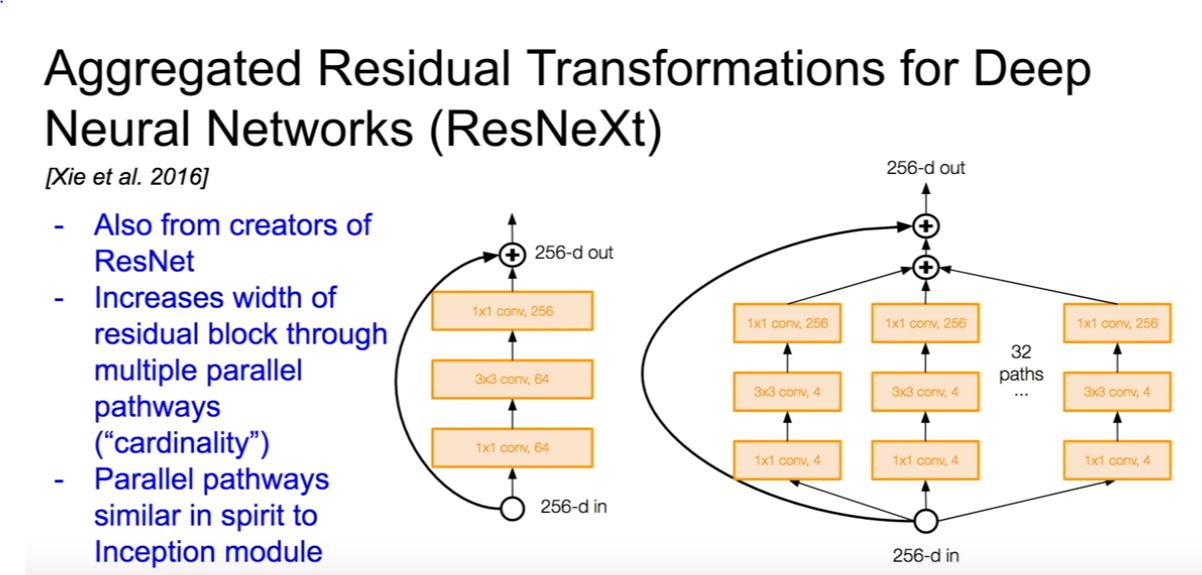 Aggregated Residual Transformations for Deep
Neural Networks (ResNeXt)
[Xie et al. 2016]
- Also from creators of
ResNet
- Increases width of
residual block through
multiple parallel
pathways
(“cardinality”)
- Parallel pathways
similar in spirit to
Inception module
256-d out
1x1 conv, 256
3x3 conv, 64
1x1 conv, 64
256-d in
256-d out
1x1 conv, 256
1x1 conv, 256
1x1 conv, 256
32
paths
...
3x3 conv, 4
3x3 conv, 4
3x3 conv, 4
1x1 conv, 4
1x1 conv, 4
1x1 conv, 4
256-d in